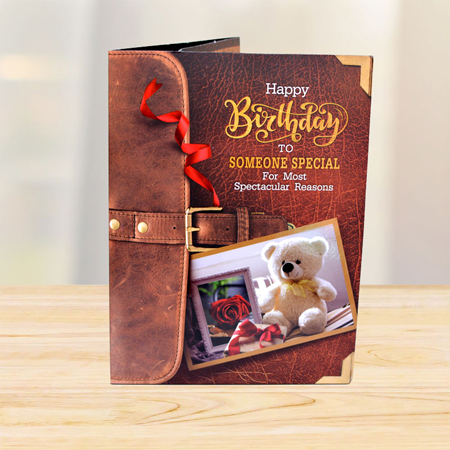 Happy
Birthday
TO
SOMEONE SPECIAL
For Most
Spectacular Reasons